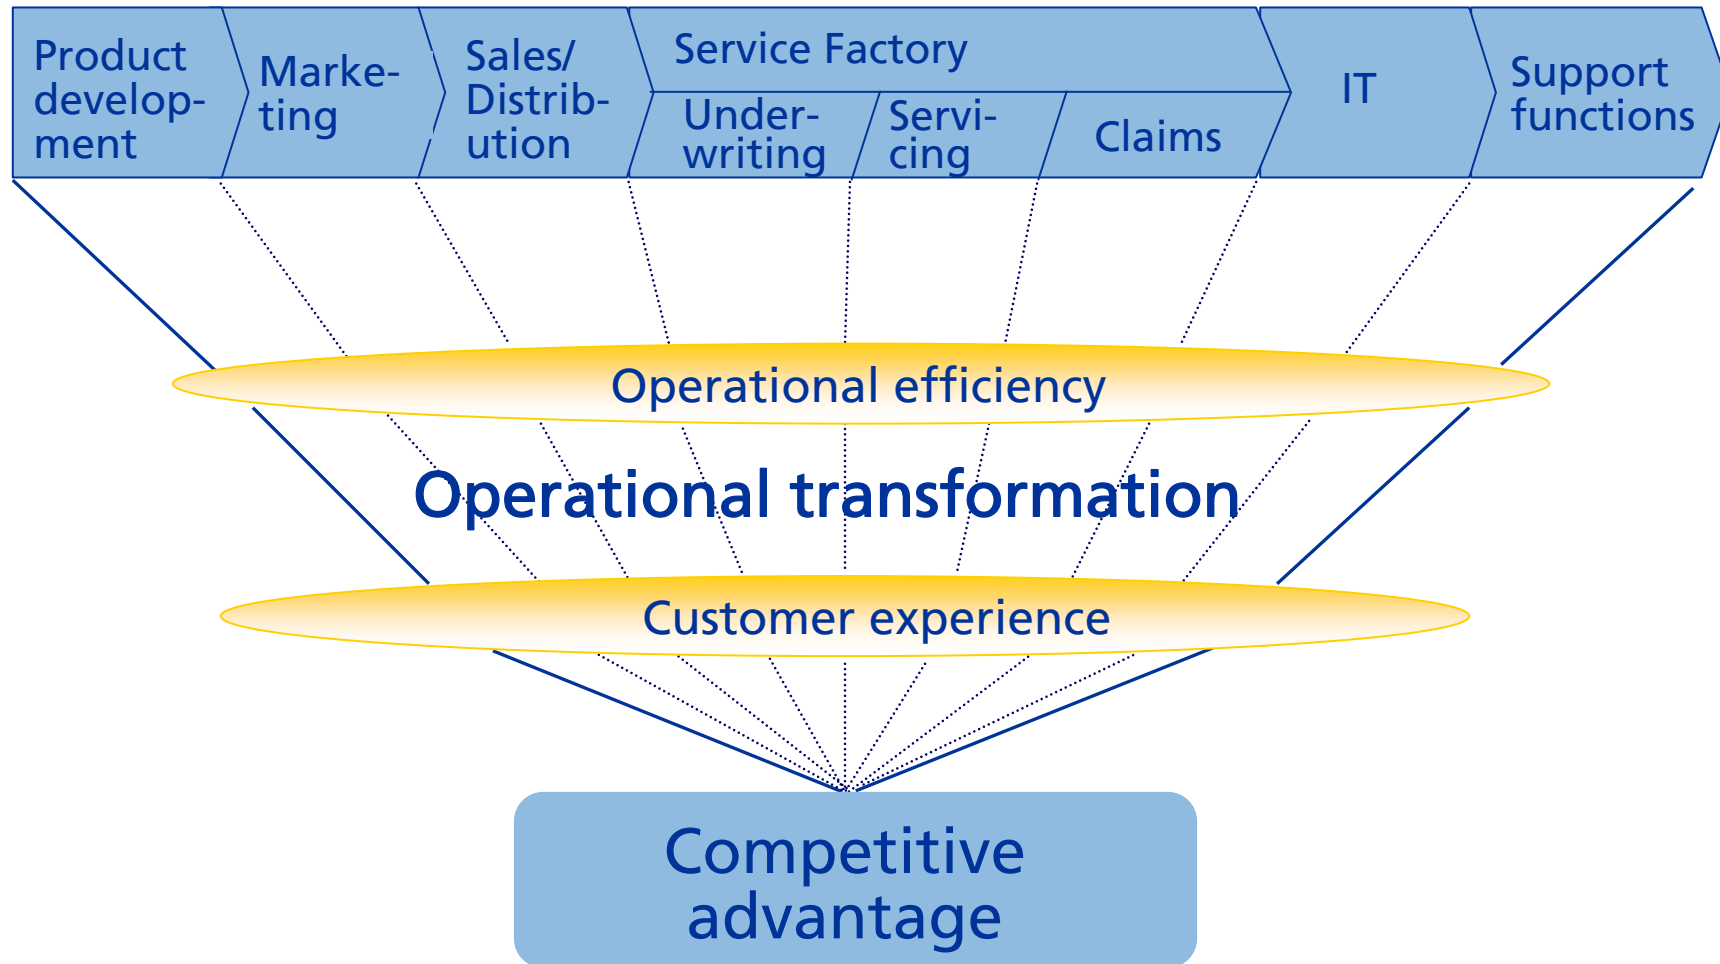 Product
develop-
ment
Marke-
ting
Sales/
Distrib-
ution
Service Factory
Under-
writing
Servi-
cing
Claims
IT
Support
functions
Operational efficiency
Operational transformation
Customer experience
Competitive
advantage